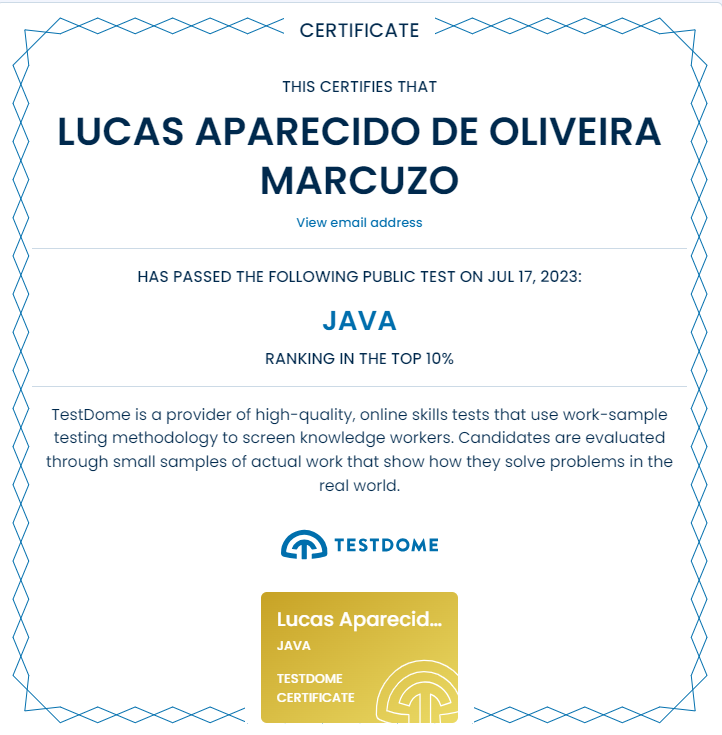 CERTIFICATE
THIS CERTIFIES THAT
LUCAS APARECIDO DE OLIVEIRA
MARCUZO
View email address
HAS PASSED THE FOLLOWING PUBLIC TEST ON JUL 17, 2023:
JAVA
RANKING IN THE TOP 10%
TestDome is a provider of high-quality, online skills tests that use work-sample
testing methodology to screen knowledge workers. Candidates are evaluated
through small samples of actual work that show how they solve problems in the
real world.
TESTDOME
Lucas Aparecid...
JAVA
TESTDOME
CERTIFICATE